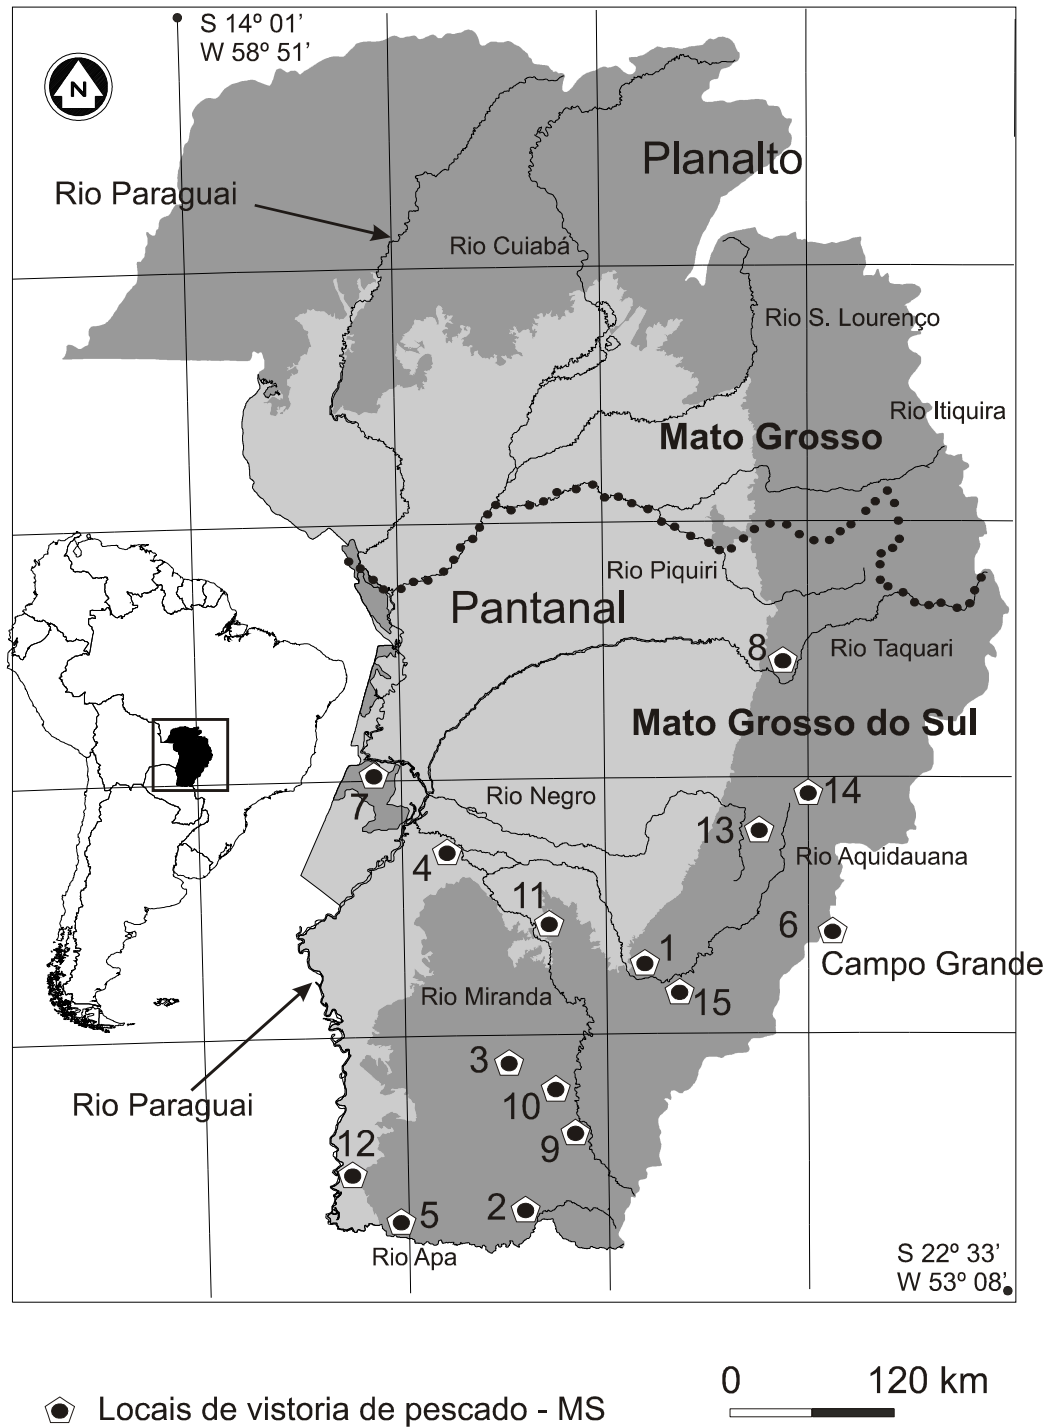 S 14º 01’
W 58º 51’
N
Planalto
Rio Paraguai
Rio Cuiabá
Rio S. Lourenço
Rio Itiquira
Mato Grosso
Rio Piquiri
Pantanal
8
Rio Taquari
Mato Grosso do Sul
7
Rio Negro
14
13
4
Rio Aquidauana
11
6
1
Campo Grande
Rio Miranda
15
3
10
Rio Paraguai
9
12
2
5
Rio Apa
S 22º 33’
W 53º 08’
0 120 km
Locais de vistoria de pescado - MS